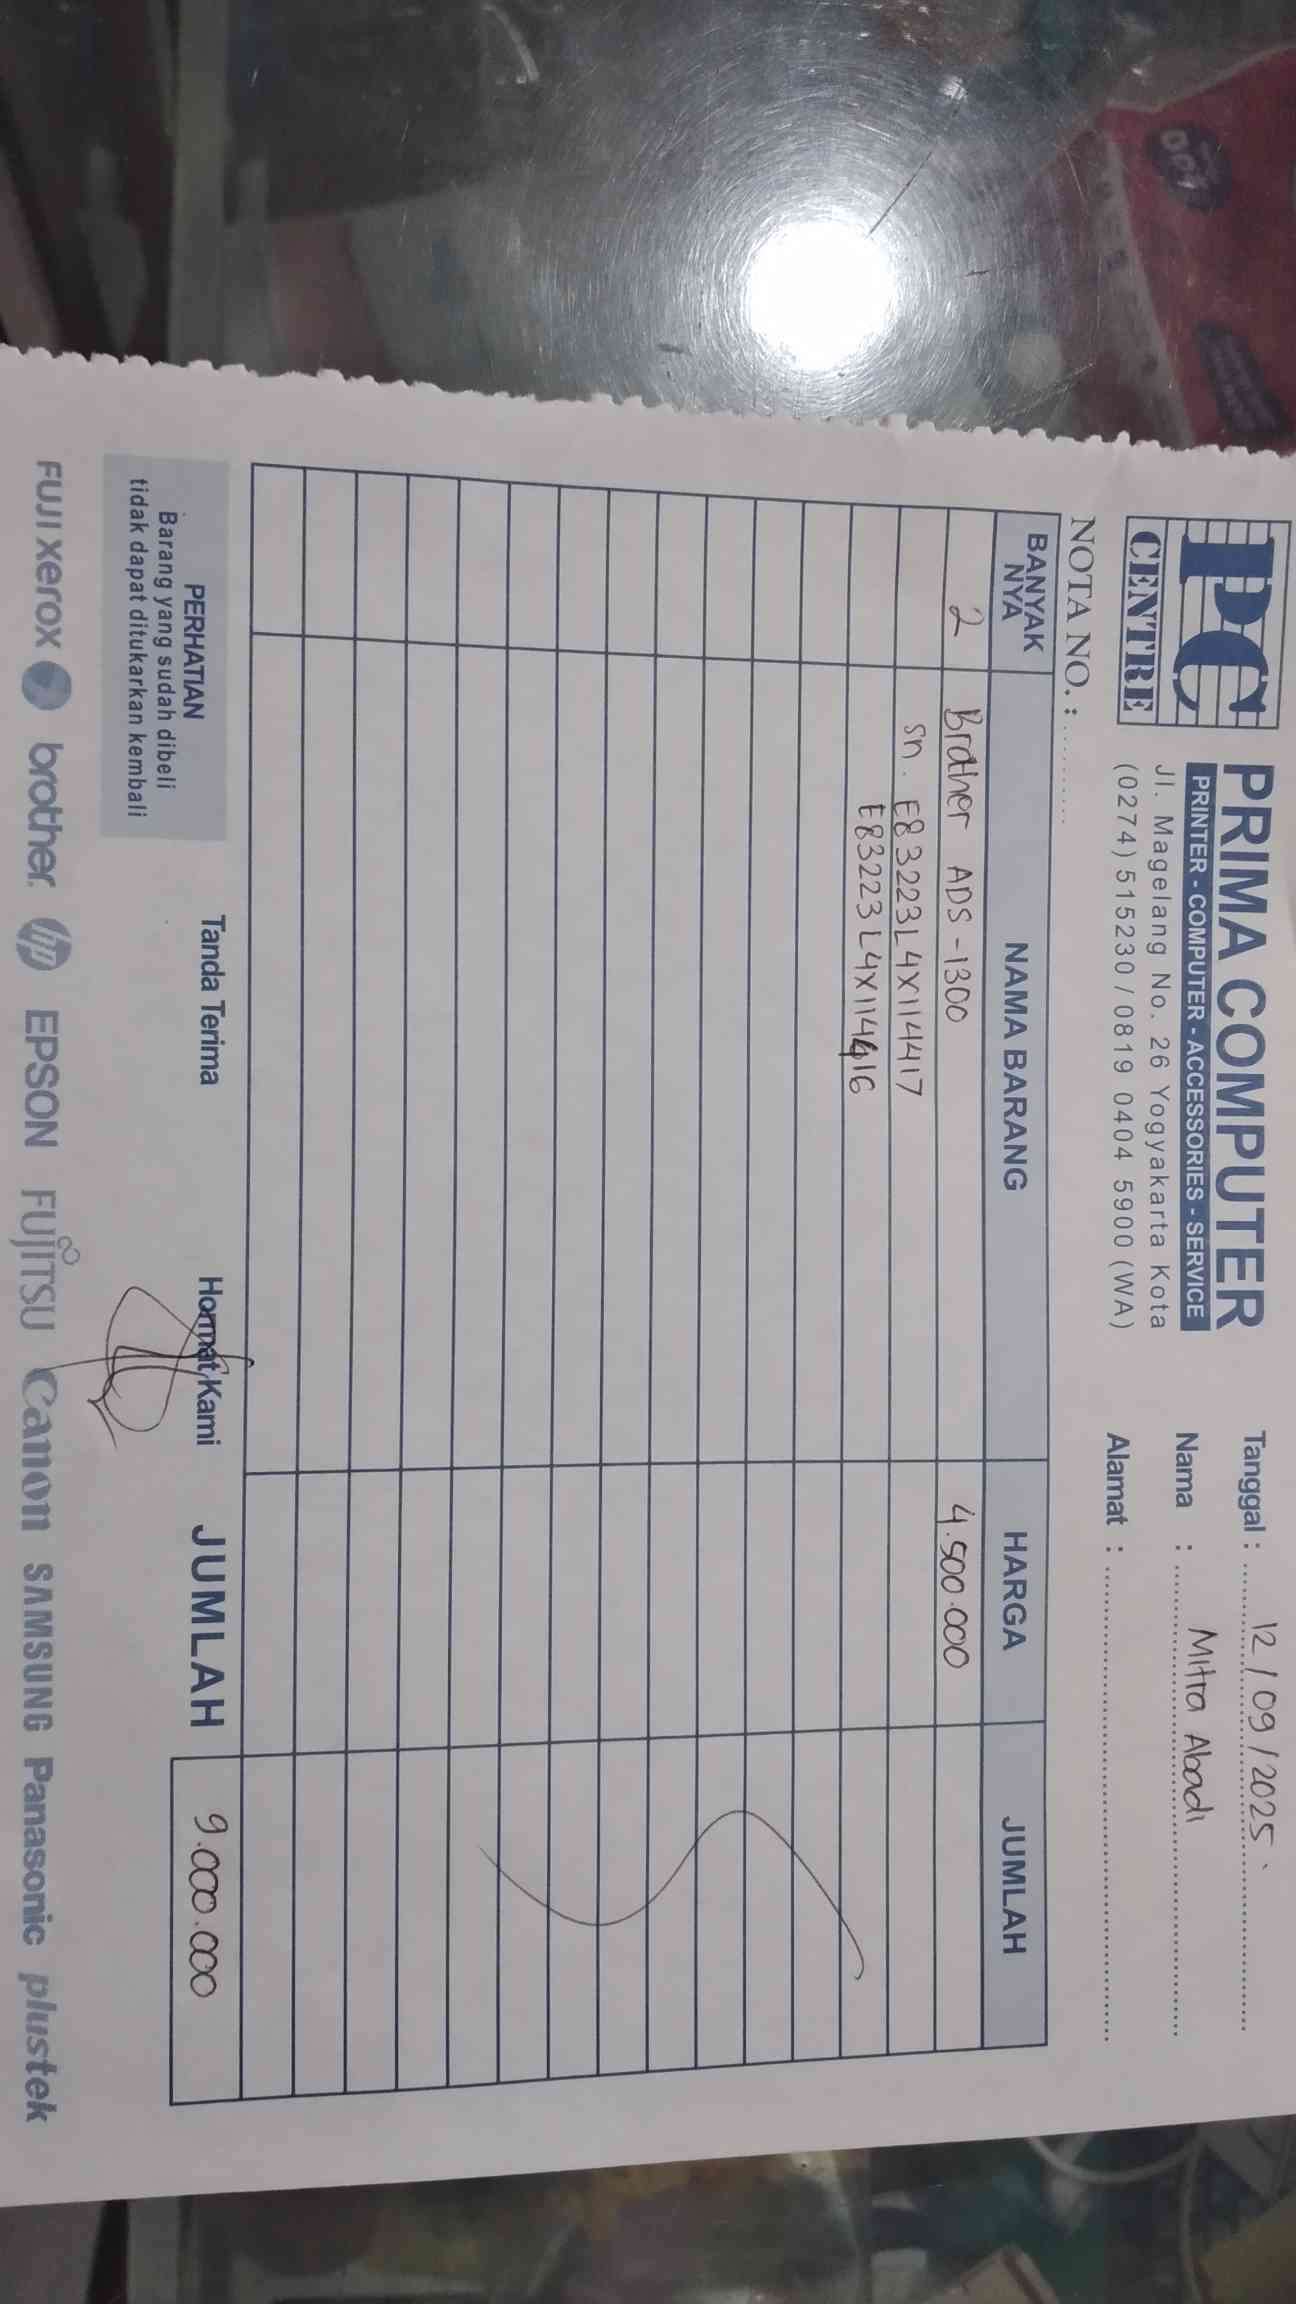 PC CENTRE
PRIMA COMPUTER
PRINTER - COMPUTER - ACCESSORIES - SERVICE
Jl. Magelang No. 26 Yogyakarta Kota
(0274) 515230 / 0819 0404 5900 (WA)
Tanggal : 12/09/2025
Nama : Mitra Abadi
Alamat :
NOTA NO. :
BANYAK NYA NAMA BARANG HARGA JUMLAH
2 Brother ADS-1300 4.500.000
Sn. E83223L4X114417
E83223L4X114416
PERHATIAN
Barang yang sudah dibeli
tidak dapat ditukarkan kembali
Tanda Terima
Hormat Kami
JUMLAH 9.000.000
FUJI XEROX brother hp EPSON FUJITSU Canon SAMSUNG Panasonic plustek